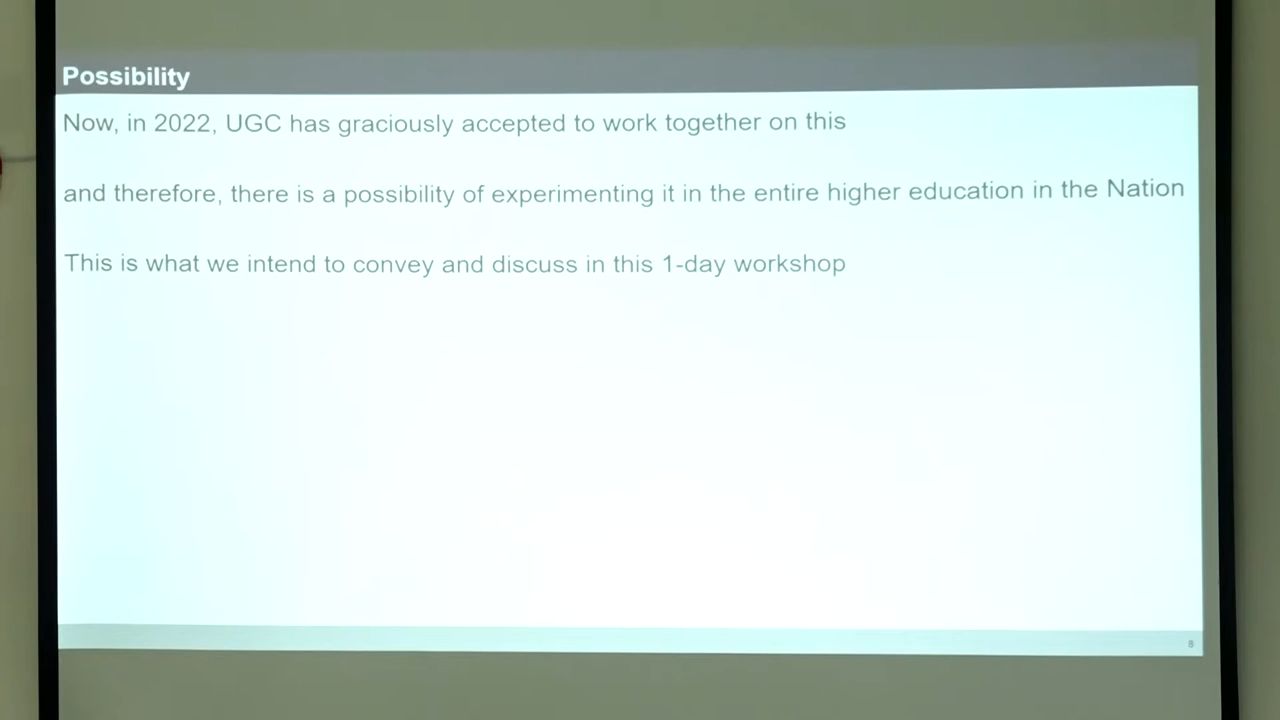 Possibility
Now, in 2022, UGC has graciously accepted to work together on this
and therefore, there is a possibility of experimenting it in the entire higher education in the Nation
This is what we intend to convey and discuss in this 1-day workshop
8